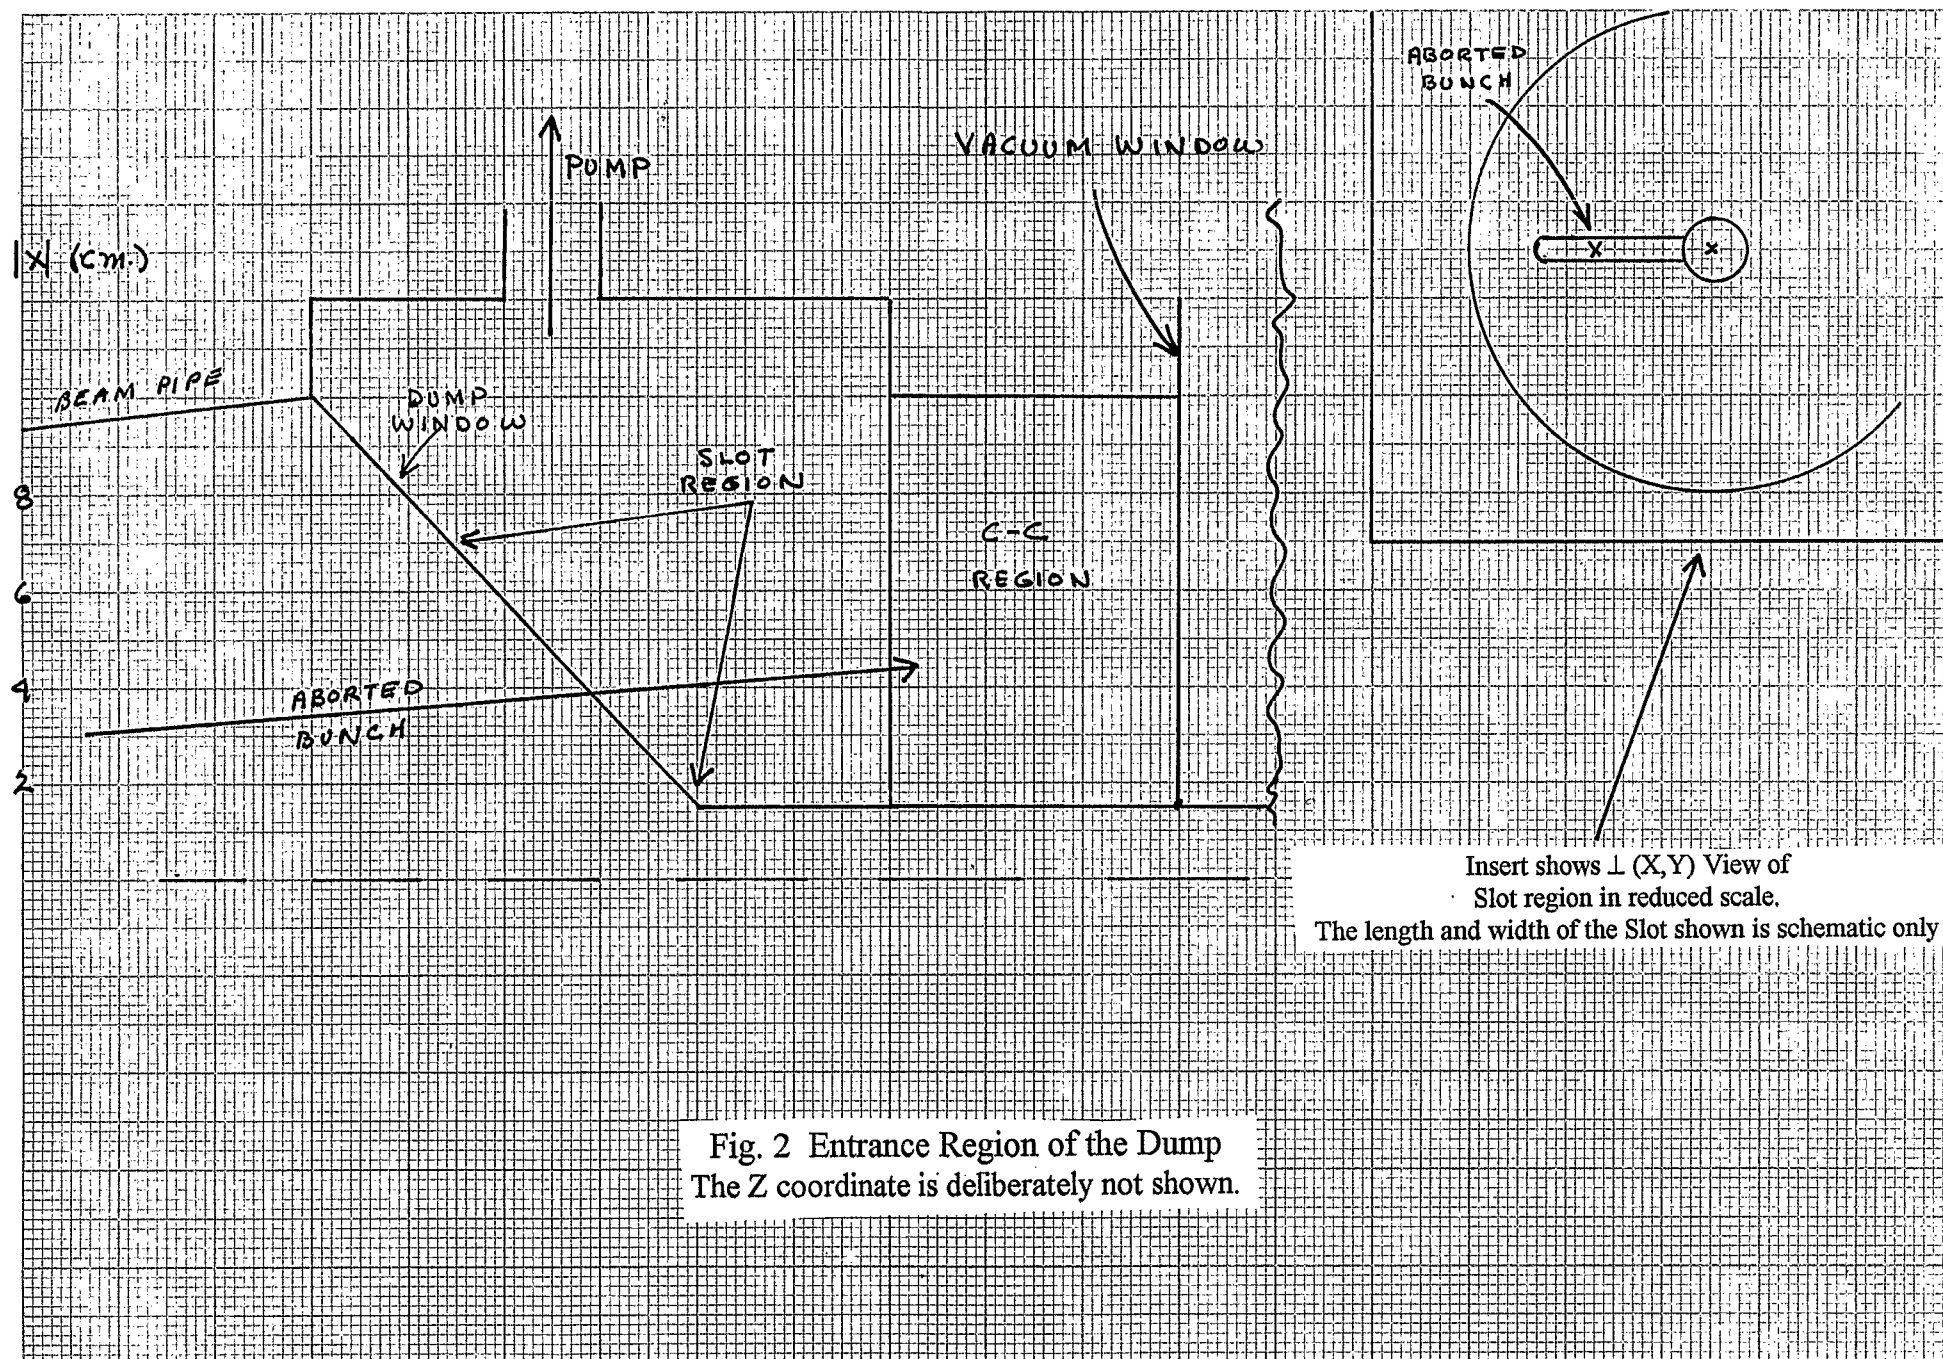 ABORTED
BUNCH
PUMP
VACUUM WINDOW
|X| (cm.)
x
x
BEAM PIPE
DUMP
WINDOW
SLOT
REGION
8
C-C
REGION
6
4
ABORTED
BUNCH
2
Insert shows ⊥ (X,Y) View of
Slot region in reduced scale.
The length and width of the Slot shown is schematic only
Fig. 2 Entrance Region of the Dump
The Z coordinate is deliberately not shown.